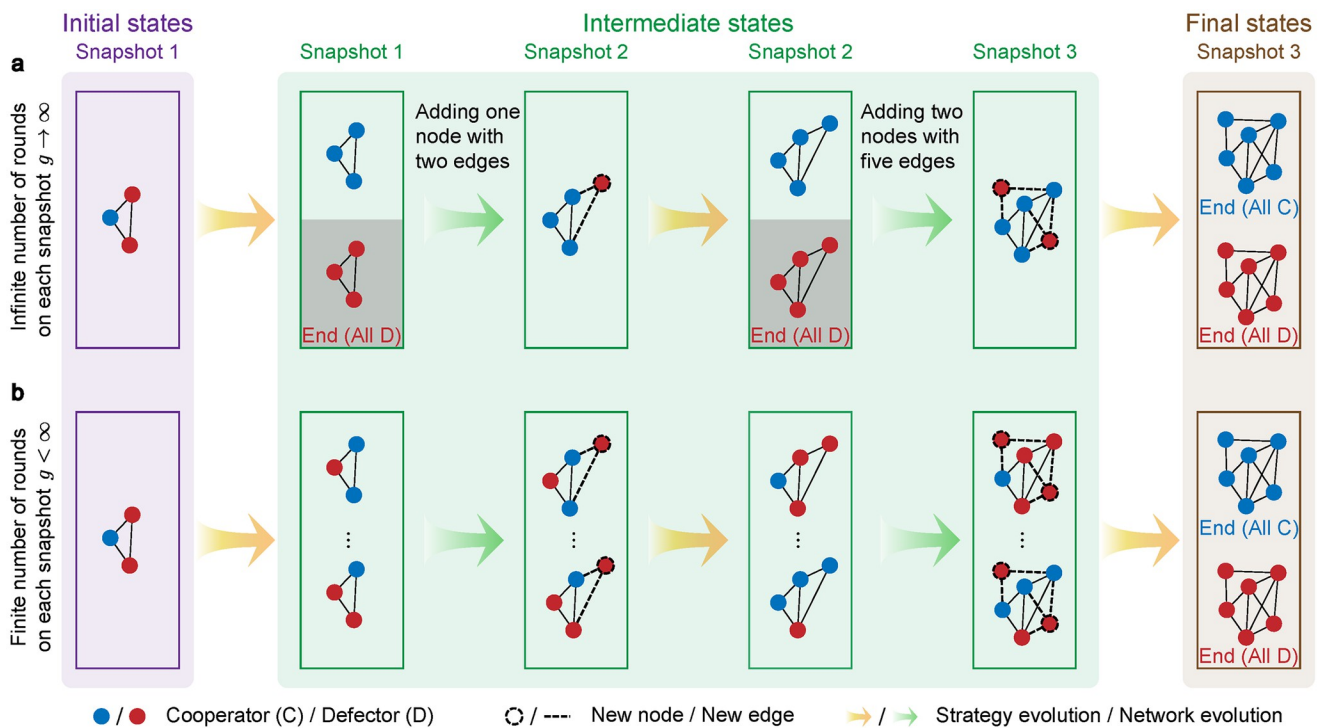 Initial states
Intermediate states
Final states
Snapshot 1
Snapshot 1
Snapshot 2
Snapshot 2
Snapshot 3
Snapshot 3
a
Infinite number of rounds
on each snapshot g → ∞
Adding one
node with
two edges
Adding two
nodes with
five edges
End (All D)
End (All D)
End (All C)
End (All D)
b
Finite number of rounds
on each snapshot g < ∞
⋮
⋮
⋮
⋮
End (All C)
End (All D)
/ Cooperator (C) / Defector (D)
/ New node / New edge
/ Strategy evolution / Network evolution